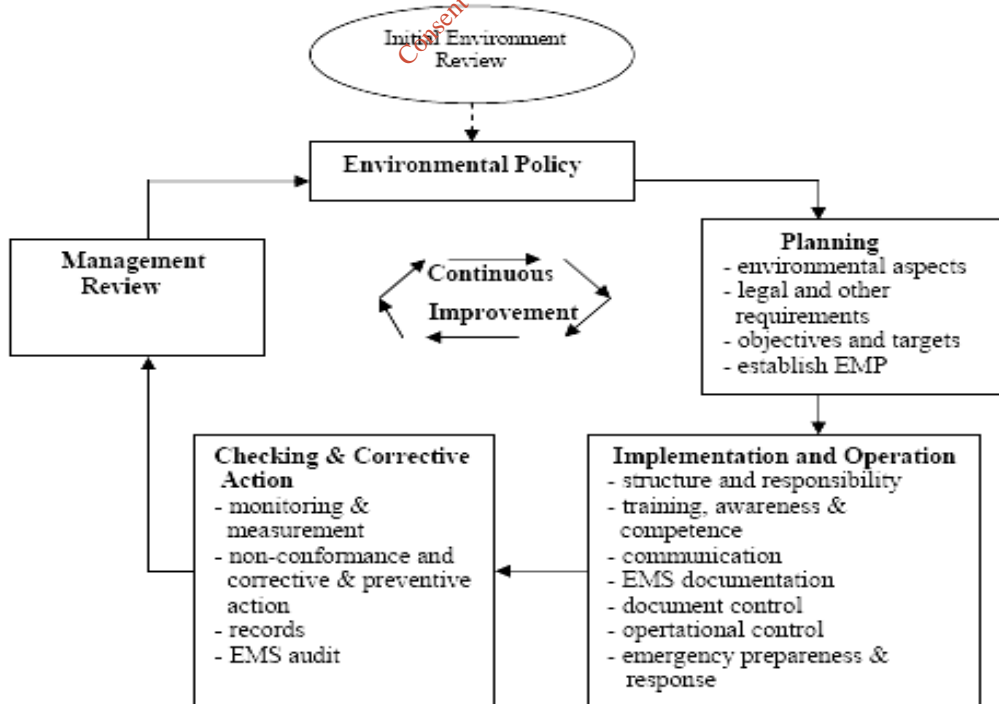 Consent
Initial Environment
Review
Environmental Policy
Management
Review
Continuous
Improvement
Planning
- environmental aspects
- legal and other
requirements
- objectives and targets
- establish EMP
Checking & Corrective
Action
- monitoring &
measurement
- non-conformance and
corrective & preventive
action
- records
- EMS audit
Implementation and Operation
- structure and responsibility
- training, awareness &
competence
- communication
- EMS documentation
- document control
- opertational control
- emergency prepareness &
response